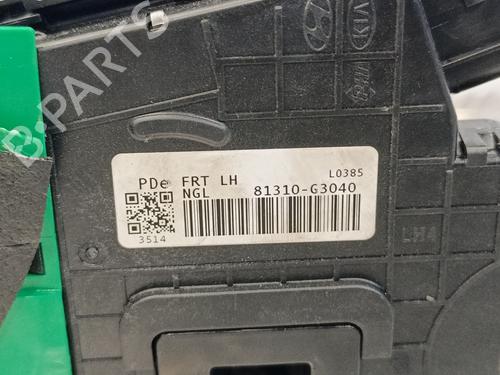 B-PARTS
KIA
L0385
PDe FRT LH
NGL 81310-G3040
3514
LH4